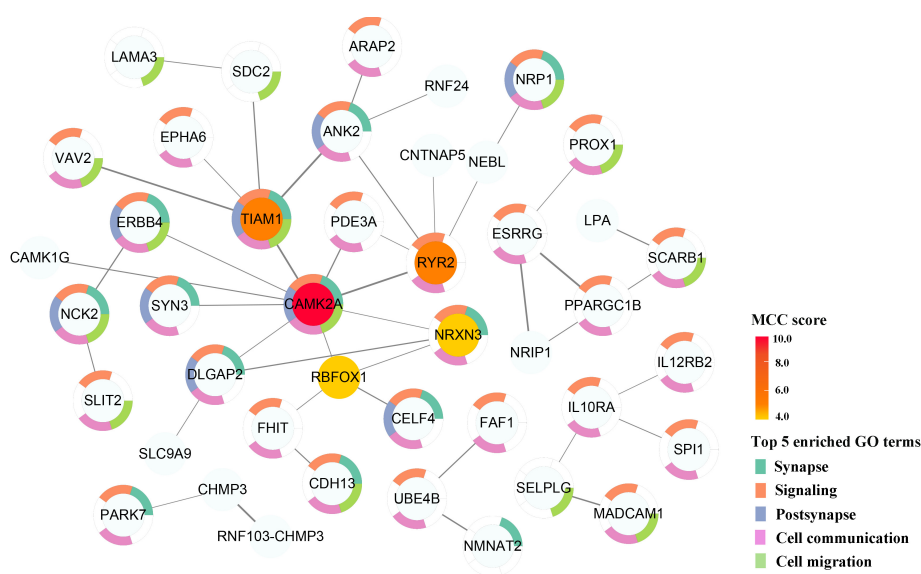 ARAP2
LAMA3
SDC2
RNF24
NRP1
EPHA6
ANK2
VAV2
CNTNAP5
NEBL
PROX1
ERBB4
TIAM1
PDE3A
ESRRG
LPA
CAMK1G
RYR2
SCARB1
NCK2
SYN3
CAMK2A
PPARGC1B
NRXN3
NRIP1
DLGAP2
RBFOX1
IL12RB2
SLIT2
IL10RA
FHIT
CELF4
FAF1
SPI1
SLC9A9
CDH13
SELPLG
PARK7
CHMP3
UBE4B
MADCAM1
RNF103-CHMP3
NMNAT2
MCC score
10.0
8.0
6.0
4.0
Top 5 enriched GO terms
Synapse
Signaling
Postsynapse
Cell communication
Cell migration